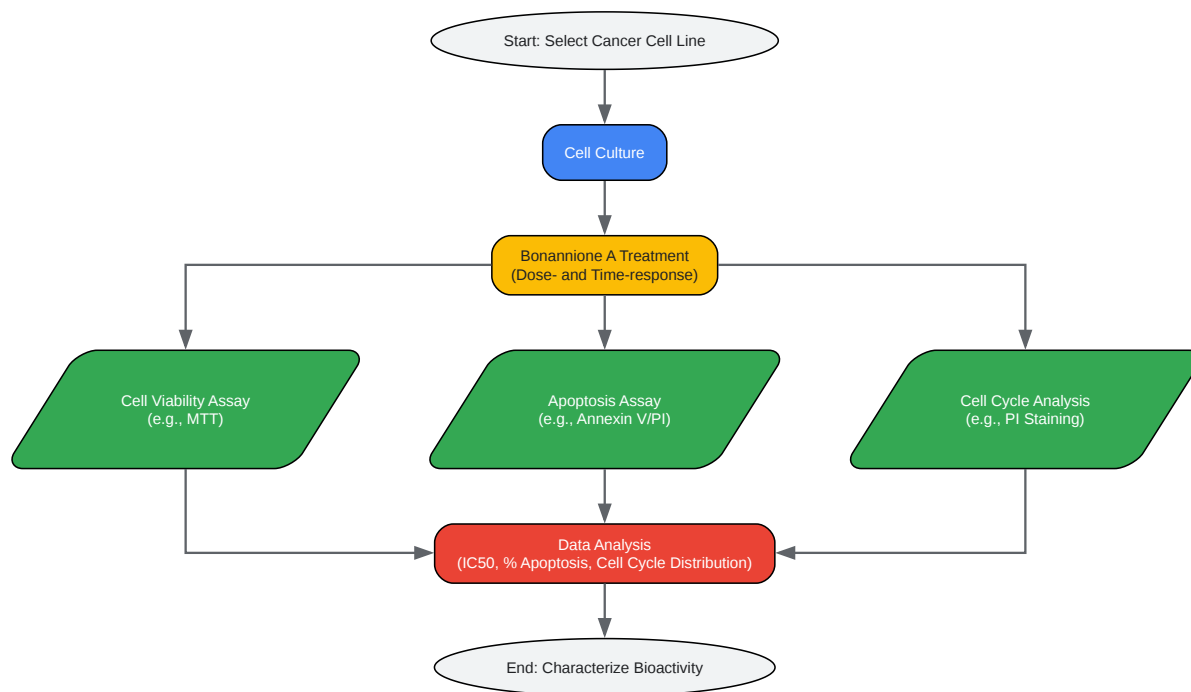 Start: Select Cancer Cell Line
Cell Culture
Bonannione A Treatment
(Dose- and Time-response)
Cell Viability Assay
(e.g., MTT)
Apoptosis Assay
(e.g., Annexin V/PI)
Cell Cycle Analysis
(e.g., PI Staining)
Data Analysis
(IC50, % Apoptosis, Cell Cycle Distribution)
End: Characterize Bioactivity